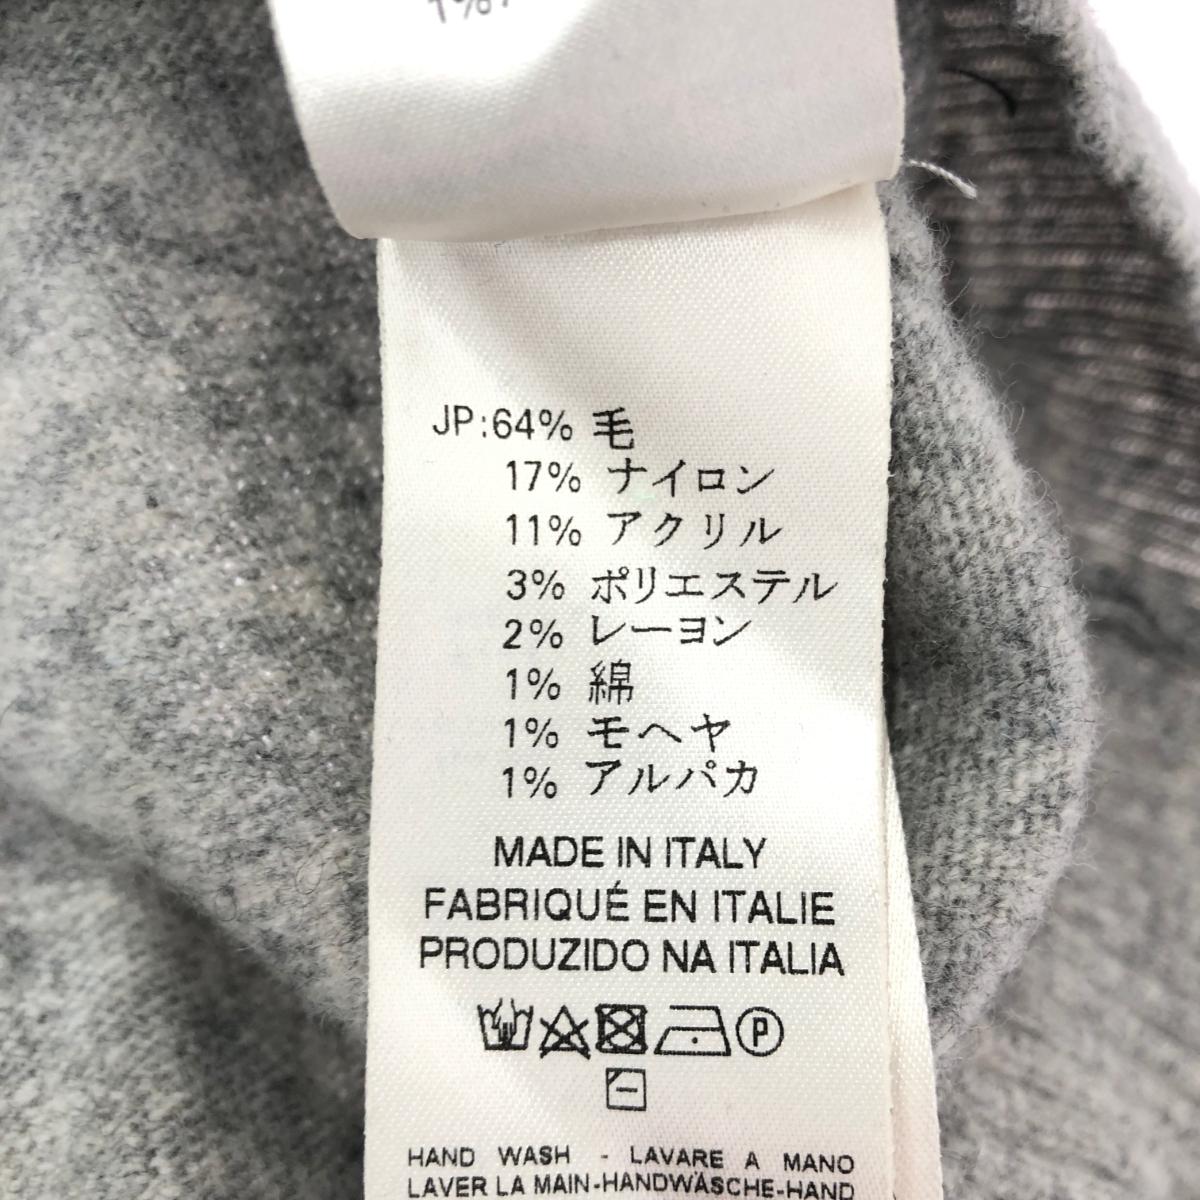 1%
JP:64% 毛
17% ナイロン
11% アクリル
3% ポリエステル
2% レーヨン
1% 綿
1% モヘヤ
1% アルパカ
MADE IN ITALY
FABRIQUÉ EN ITALIE
PRODUZIDO NA ITALIA
P
HAND WASH - LAVARE A MANO
LAVER LA MAIN-HANDWÄSCHE-HAND